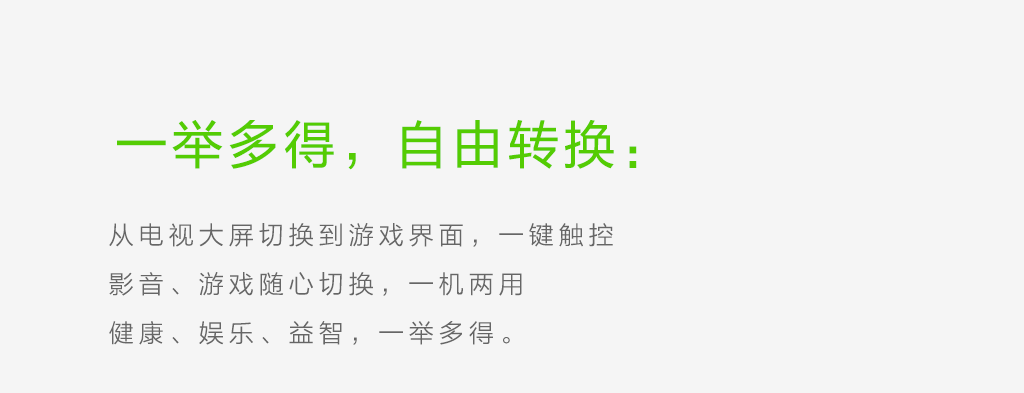 一举多得，自由转换：
从电视大屏切换到游戏界面，一键触控
影音、游戏随心切换，一机两用
健康、娱乐、益智，一举多得。